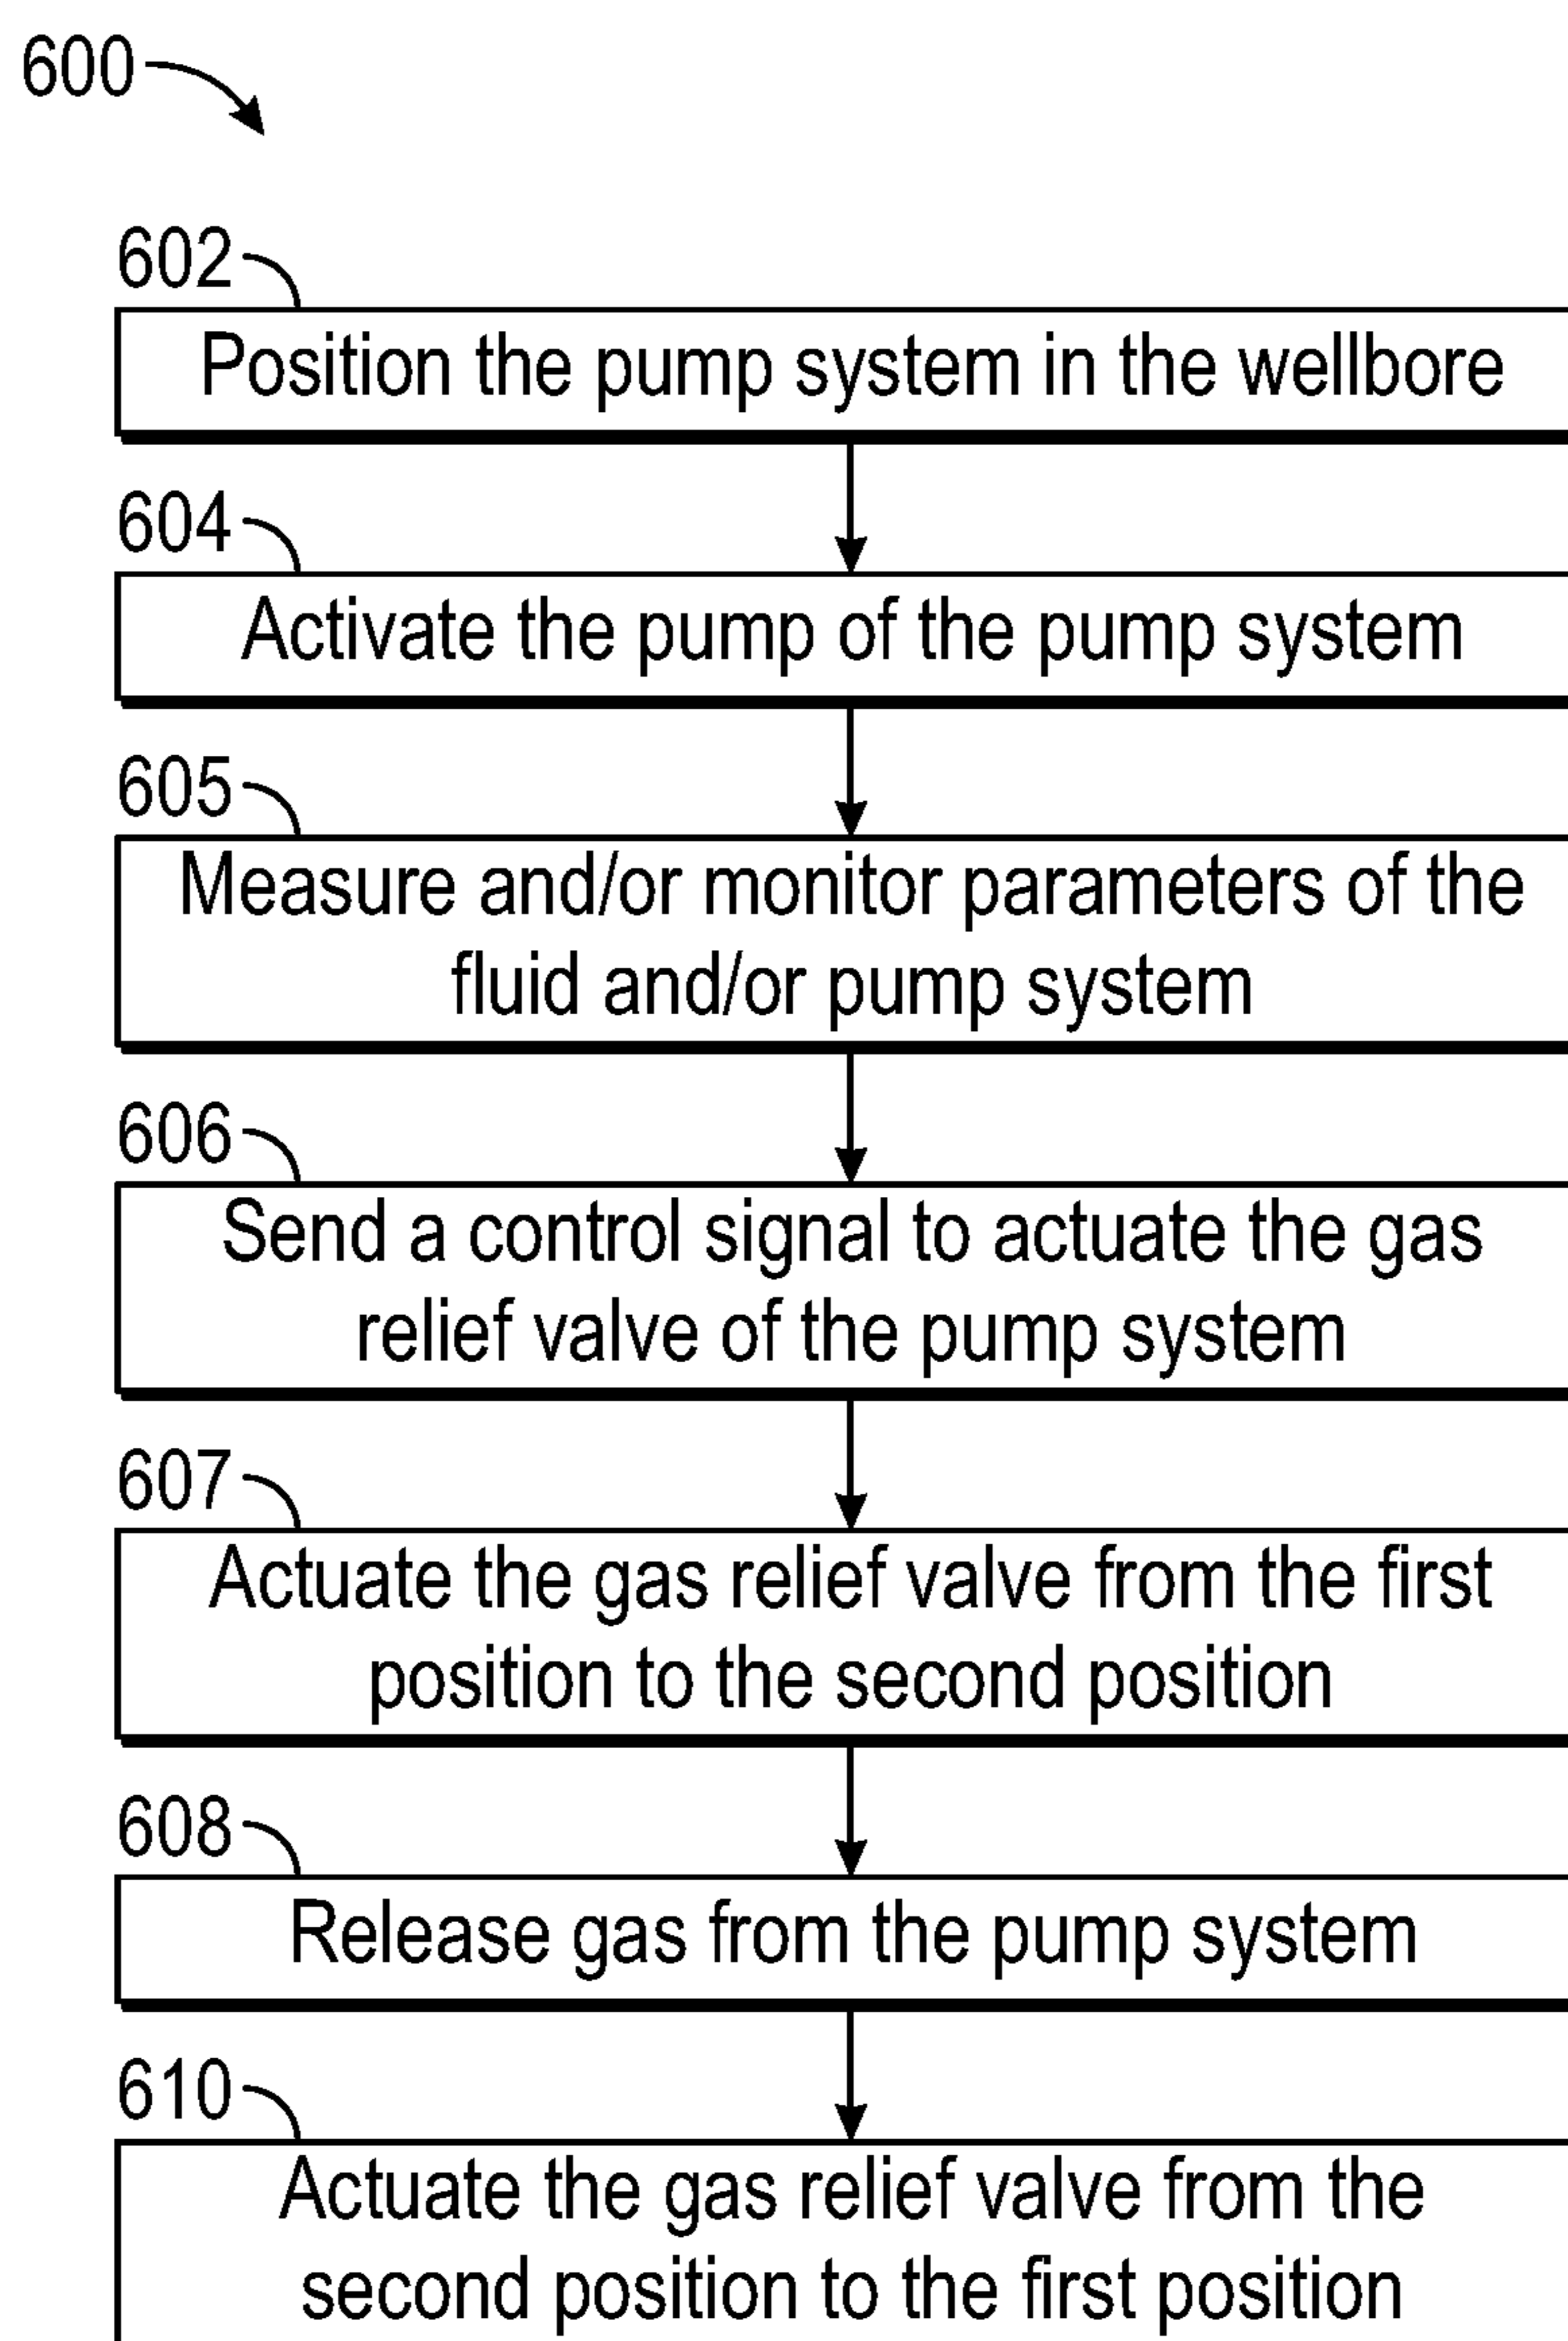 600
602
Position the pump system in the wellbore
604
Activate the pump of the pump system
605
Measure and/or monitor parameters of the
fluid and/or pump system
606
Send a control signal to actuate the gas
relief valve of the pump system
607
Actuate the gas relief valve from the first
position to the second position
608
Release gas from the pump system
610
Actuate the gas relief valve from the
second position to the first position